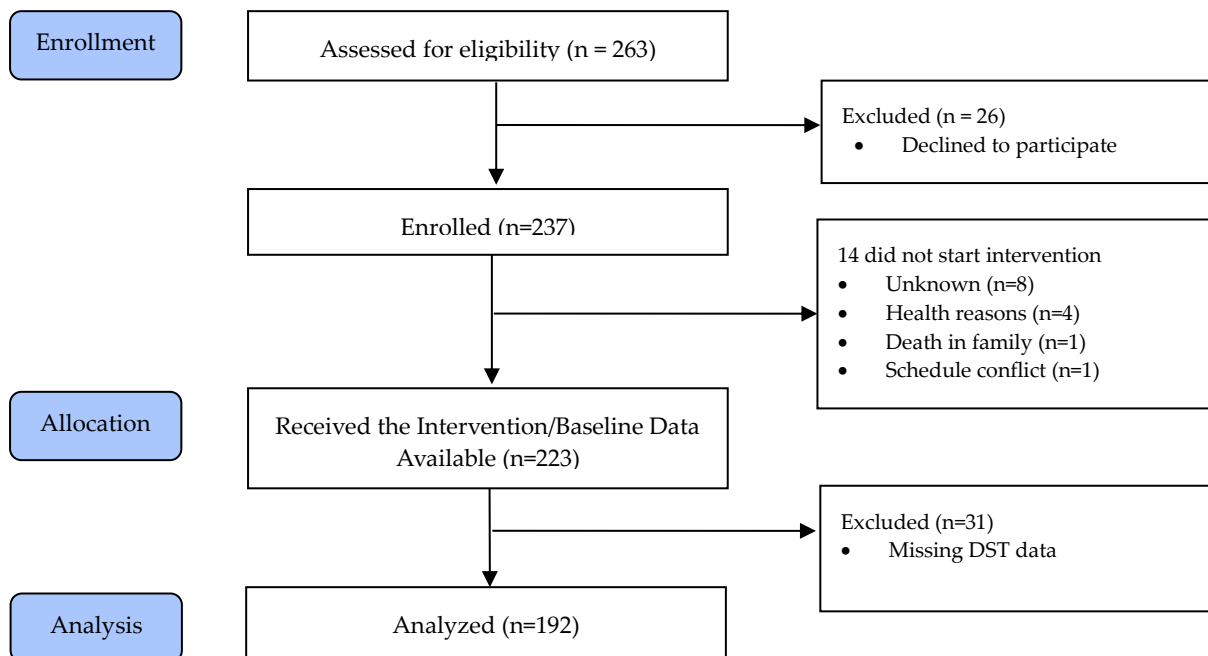 Enrollment
Assessed for eligibility (n = 263)
Excluded (n = 26)
• Declined to participate
Enrolled (n=237)
14 did not start intervention
• Unknown (n=8)
• Health reasons (n=4)
• Death in family (n=1)
• Schedule conflict (n=1)
Allocation
Received the Intervention/Baseline Data
Available (n=223)
Excluded (n=31)
• Missing DST data
Analysis
Analyzed (n=192)